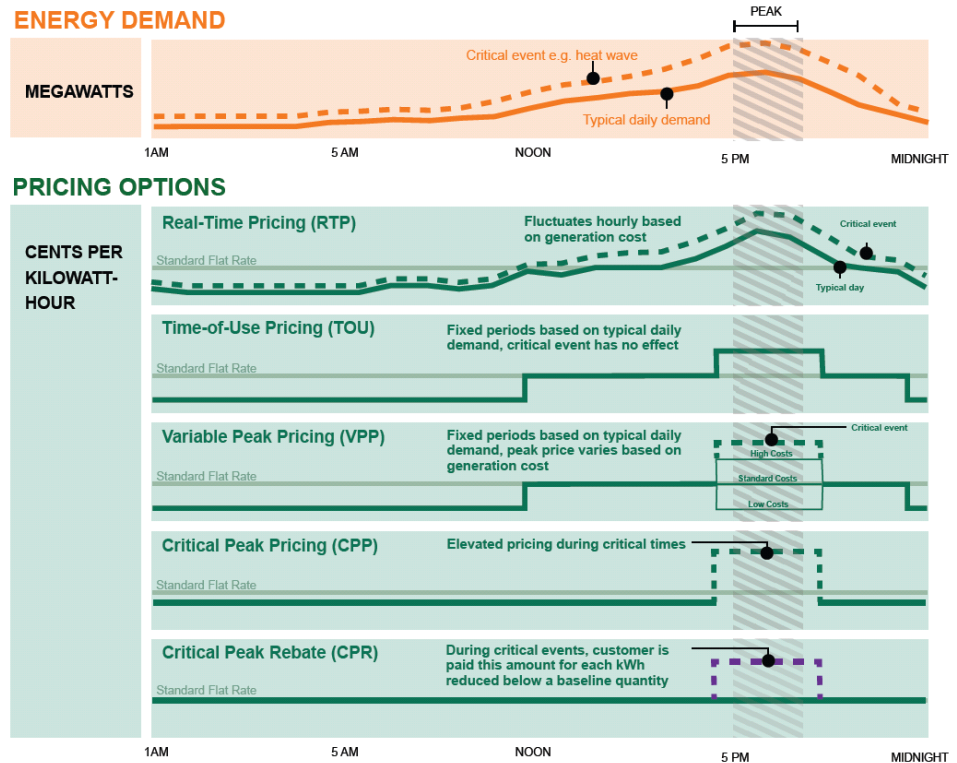 ENERGY DEMAND
PEAK
MEGAWATTS
Critical event e.g. heat wave
Typical daily demand
1AM
5 AM
NOON
5 PM
MIDNIGHT
PRICING OPTIONS
CENTS PER
KILOWATT-
HOUR
Real-Time Pricing (RTP)
Fluctuates hourly based
on generation cost
Critical event
Standard Flat Rate
Typical day
Time-of-Use Pricing (TOU)
Fixed periods based on typical daily
demand, critical event has no effect
Standard Flat Rate
Variable Peak Pricing (VPP)
Fixed periods based on typical daily
demand, peak price varies based on
generation cost
Critical event
High Costs
Standard Flat Rate
Standard Costs
Low Costs
Critical Peak Pricing (CPP)
Elevated pricing during critical times
Standard Flat Rate
Critical Peak Rebate (CPR)
During critical events, customer is
paid this amount for each kWh
reduced below a baseline quantity
Standard Flat Rate
1AM
5 AM
NOON
5 PM
MIDNIGHT